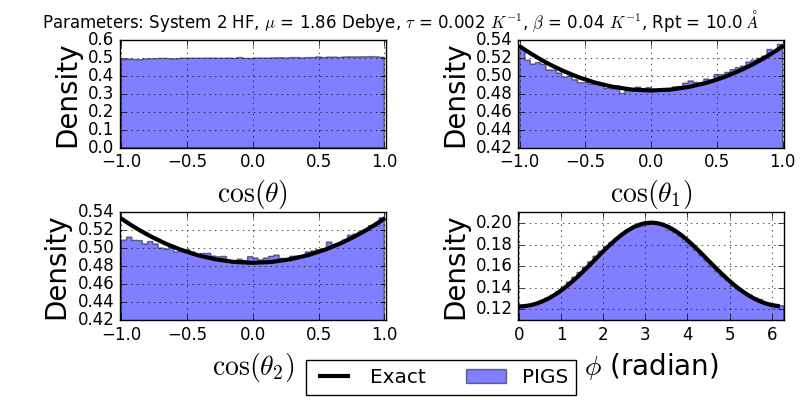 Parameters: System 2 HF, μ = 1.86 Debye, τ = 0.002 K⁻¹, β = 0.04 K⁻¹, Rpt = 10.0 Å
Density
0.6
0.5
0.4
0.3
0.2
0.1
0.0
−1.0 −0.5 0.0 0.5 1.0
cos(θ)
Density
0.54
0.52
0.50
0.48
0.46
0.44
0.42
−1.0 −0.5 0.0 0.5 1.0
cos(θ₁)
Density
0.54
0.52
0.50
0.48
0.46
0.44
0.42
−1.0 −0.5 0.0 0.5 1.0
cos(θ₂)
Density
0.20
0.18
0.16
0.14
0.12
0 1 2 3 4 5 6
ϕ (radian)
Exact PIGS